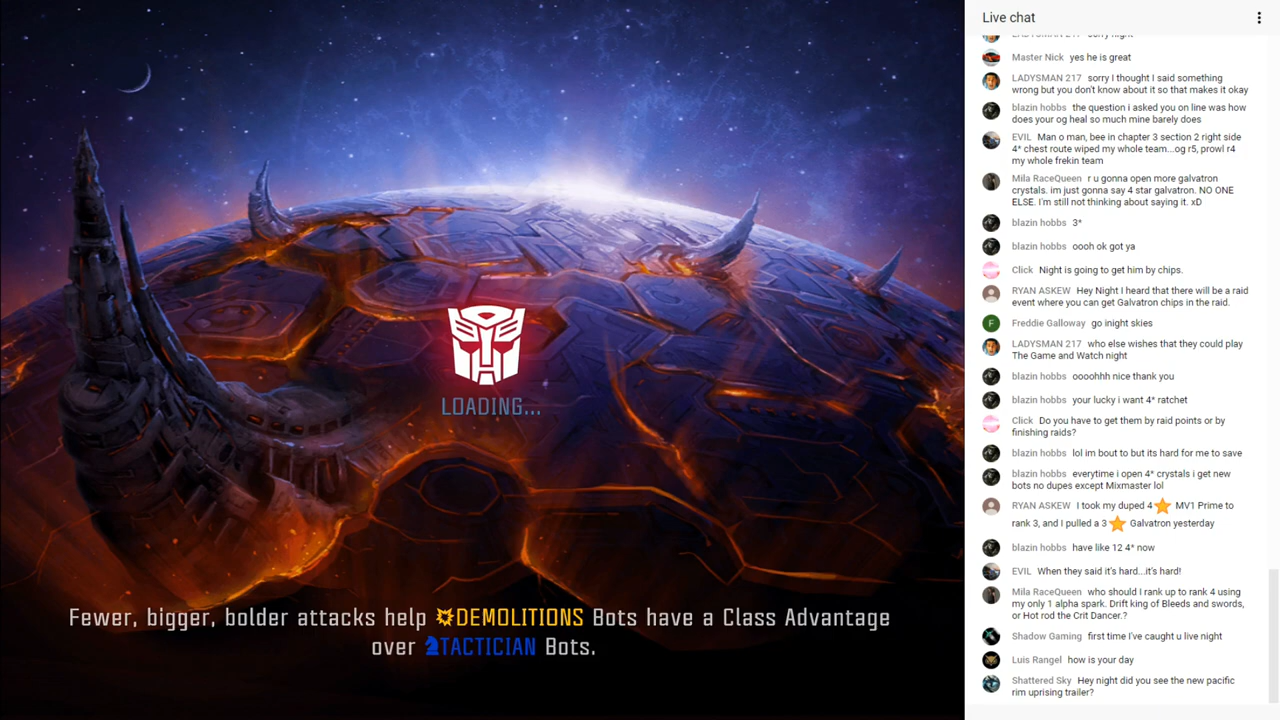 LOADING...
Fewer, bigger, bolder attacks help DEMOLITIONS Bots have a Class Advantage
over TACTICIAN Bots.
Live chat
Master Nick yes he is great
LADYSMAN 217 sorry I thought I said something
wrong but you don't know about it so that makes it okay
blazin hobbs the question i asked you on line was how
does your og heal so much mine barely does
EVIL Man o man, bee in chapter 3 section 2 right side
4* chest route wiped my whole team...og r5, prowl r4
my whole frekin team
Mila RaceQueen r u gonna open more galvatron
crystals. im just gonna say 4 star galvatron. NO ONE
ELSE. I'm still not thinking about saying it. xD
blazin hobbs 3*
blazin hobbs oooh ok got ya
Click Night is going to get him by chips.
RYAN ASKEW Hey Night I heard that there will be a raid
event where you can get Galvatron chips in the raid.
F Freddie Galloway go inight skies
LADYSMAN 217 who else wishes that they could play
The Game and Watch night
blazin hobbs oooohhh nice thank you
blazin hobbs your lucky i want 4* ratchet
Click Do you have to get them by raid points or by
finishing raids?
blazin hobbs lol im bout to but its hard for me to save
blazin hobbs everytime i open 4* crystals i get new
bots no dupes except Mixmaster lol
RYAN ASKEW I took my duped 4⭐ MV1 Prime to
rank 3, and I pulled a 3⭐ Galvatron yesterday
blazin hobbs have like 12 4* now
EVIL When they said it's hard...it's hard!
Mila RaceQueen who should I rank up to rank 4 using
my only 1 alpha spark. Drift king of Bleeds and swords,
or Hot rod the Crit Dancer.?
Shadow Gaming first time I've caught u live night
Luis Rangel how is your day
Shattered Sky Hey night did you see the new pacific
rim uprising trailer?